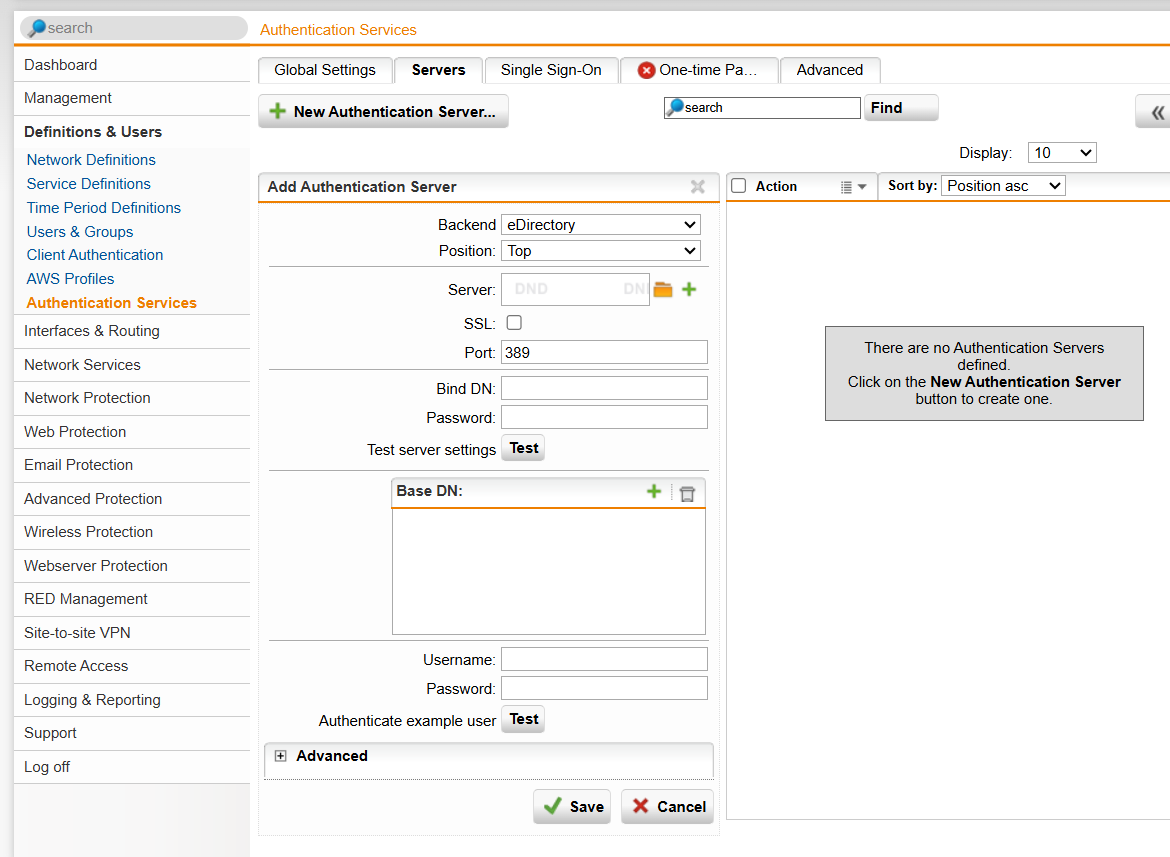 search
Authentication Services
Dashboard
Management
Definitions & Users
Network Definitions
Service Definitions
Time Period Definitions
Users & Groups
Client Authentication
AWS Profiles
Authentication Services
Interfaces & Routing
Network Services
Network Protection
Web Protection
Email Protection
Advanced Protection
Wireless Protection
Webserver Protection
RED Management
Site-to-site VPN
Remote Access
Logging & Reporting
Support
Log off
Global Settings
Servers
Single Sign-On
One-time Pa...
Advanced
New Authentication Server...
search
Find
Display: 10
Add Authentication Server
Backend eDirectory
Position: Top
Server: DND DN
SSL:
Port: 389
Bind DN:
Password:
Test server settings Test
Base DN:
Username:
Password:
Authenticate example user Test
Advanced
Save
Cancel
Action
Sort by: Position asc
There are no Authentication Servers
defined.
Click on the New Authentication Server
button to create one.